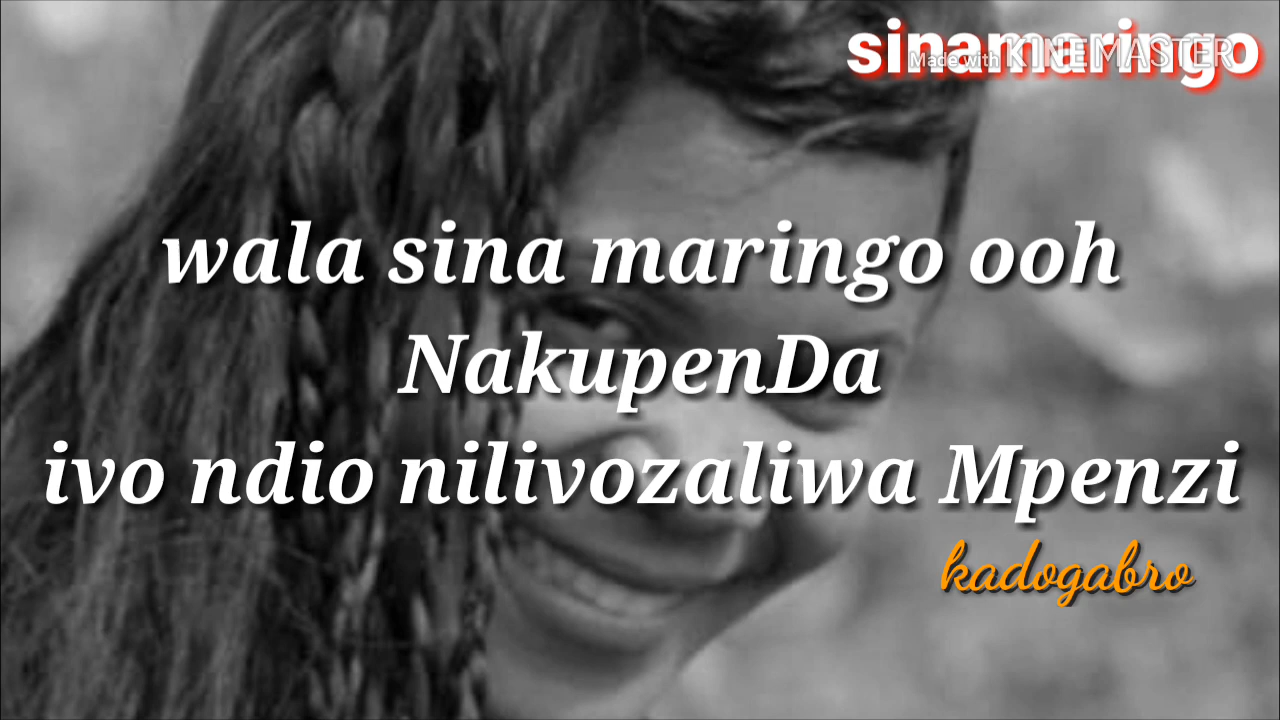 sinamaringo
Made with KINEMASTER
wala sina maringo ooh
NakupenDa
ivo ndio nilivozaliwa Mpenzi
kadogabro